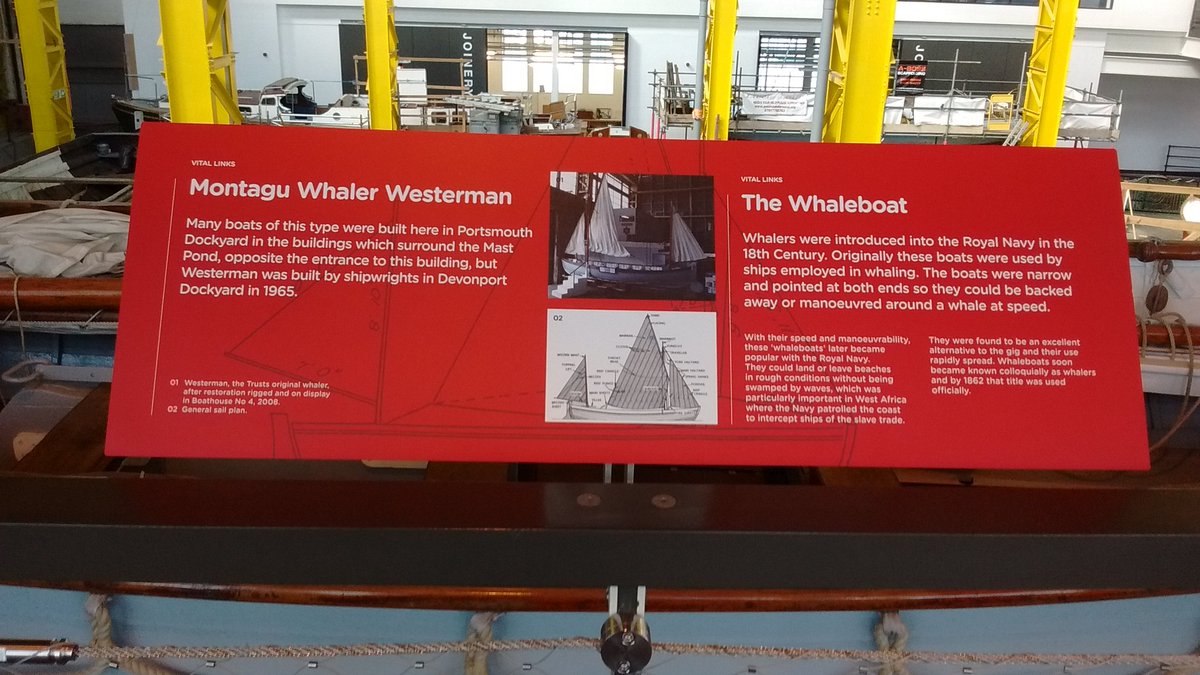 JOINERY
VITAL LINKS
Montagu Whaler Westerman
Many boats of this type were built here in Portsmouth
Dockyard in the buildings which surround the Mast
Pond, opposite the entrance to this building, but
Westerman was built by shipwrights in Devonport
Dockyard in 1965.
01 Westerman, the Trusts original whaler,
after restoration rigged and on display
in Boathouse No 4, 2008.
02 General sail plan.
01
02
VITAL LINKS
The Whaleboat
Whalers were introduced into the Royal Navy in the
18th Century. Originally these boats were used by
ships employed in whaling. The boats were narrow
and pointed at both ends so they could be backed
away or manoeuvred around a whale at speed.
With their speed and manoeuvrability,
these 'whaleboats' later became
popular with the Royal Navy.
They could land or leave beaches
in rough conditions without being
swamped by waves, which was
particularly important in West Africa
where the Navy patrolled the coast
to intercept ships of the slave trade.
They were found to be an excellent
alternative to the gig and their use
rapidly spread. Whaleboats soon
became known colloquially as whalers
and by 1862 that title was used
officially.